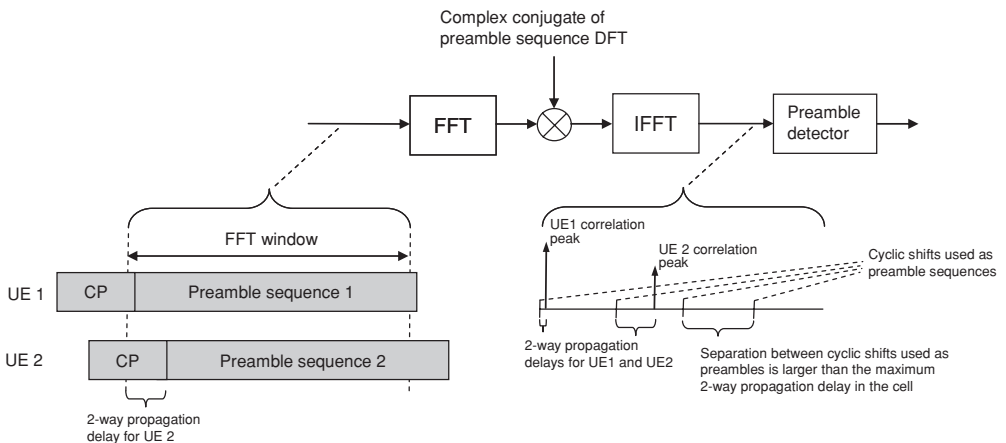 Complex conjugate of
preamble sequence DFT
FFT
IFFT
Preamble
detector
FFT window
UE 1
CP
Preamble sequence 1
UE 2
CP
Preamble sequence 2
2-way propagation
delay for UE 2
UE1 correlation
peak
UE 2 correlation
peak
Cyclic shifts used as
preamble sequences
2-way propagation
delays for UE1 and UE2
Separation between cyclic shifts used as
preambles is larger than the maximum
2-way propagation delay in the cell